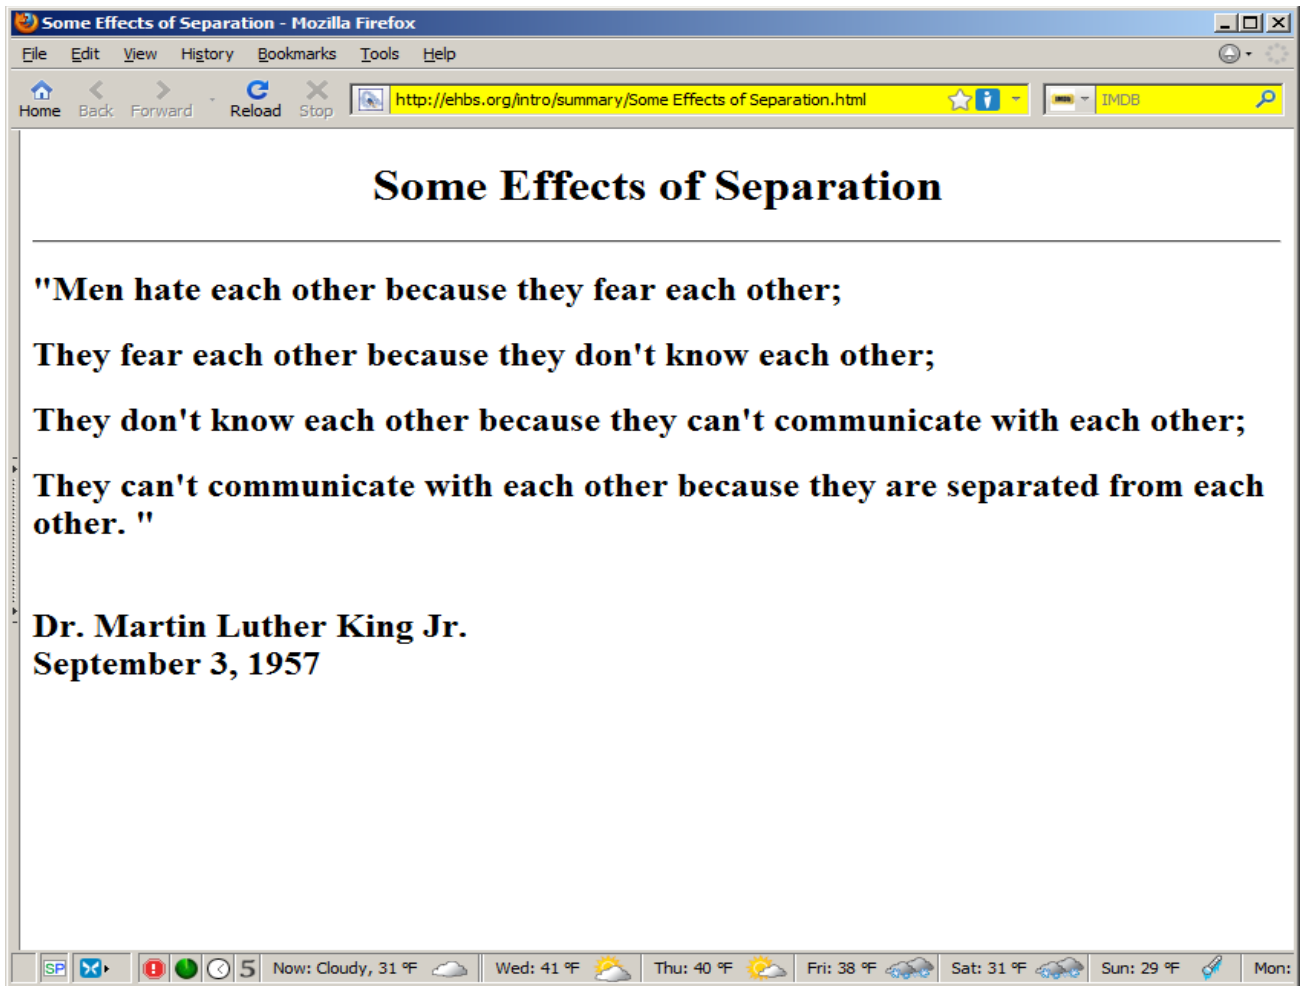 Some Effects of Separation - Mozilla Firefox
File Edit View History Bookmarks Tools Help
Home Back Forward Reload Stop http://ehbs.org/intro/summary/Some Effects of Separation.html IMDB
Some Effects of Separation
"Men hate each other because they fear each other;
They fear each other because they don't know each other;
They don't know each other because they can't communicate with each other;
They can't communicate with each other because they are separated from each
other. "
Dr. Martin Luther King Jr.
September 3, 1957
SP 5 Now: Cloudy, 31 °F Wed: 41 °F Thu: 40 °F Fri: 38 °F Sat: 31 °F Sun: 29 °F Mon: